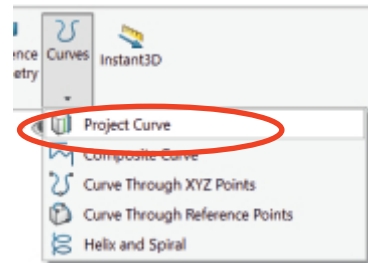 ence Curves Instant3D
etry
Project Curve
Composite Curve
Curve Through XYZ Points
Curve Through Reference Points
Helix and Spiral